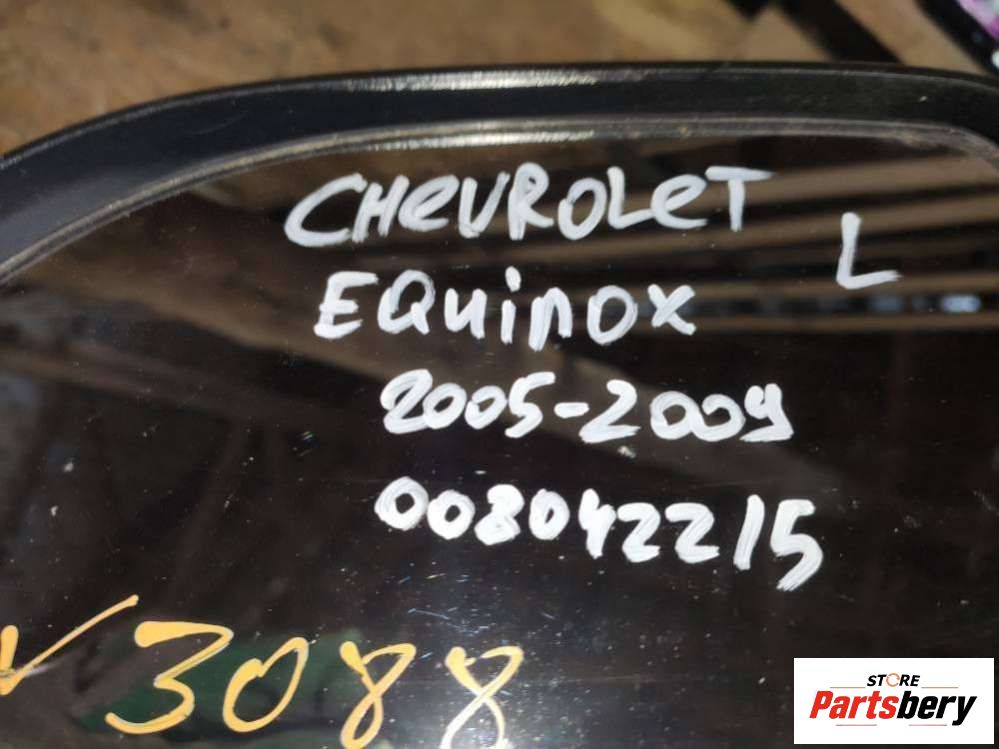 CHEVROLET
L
EQUINOX
2005-2009
008042215
V3088
STORE
Partsbery